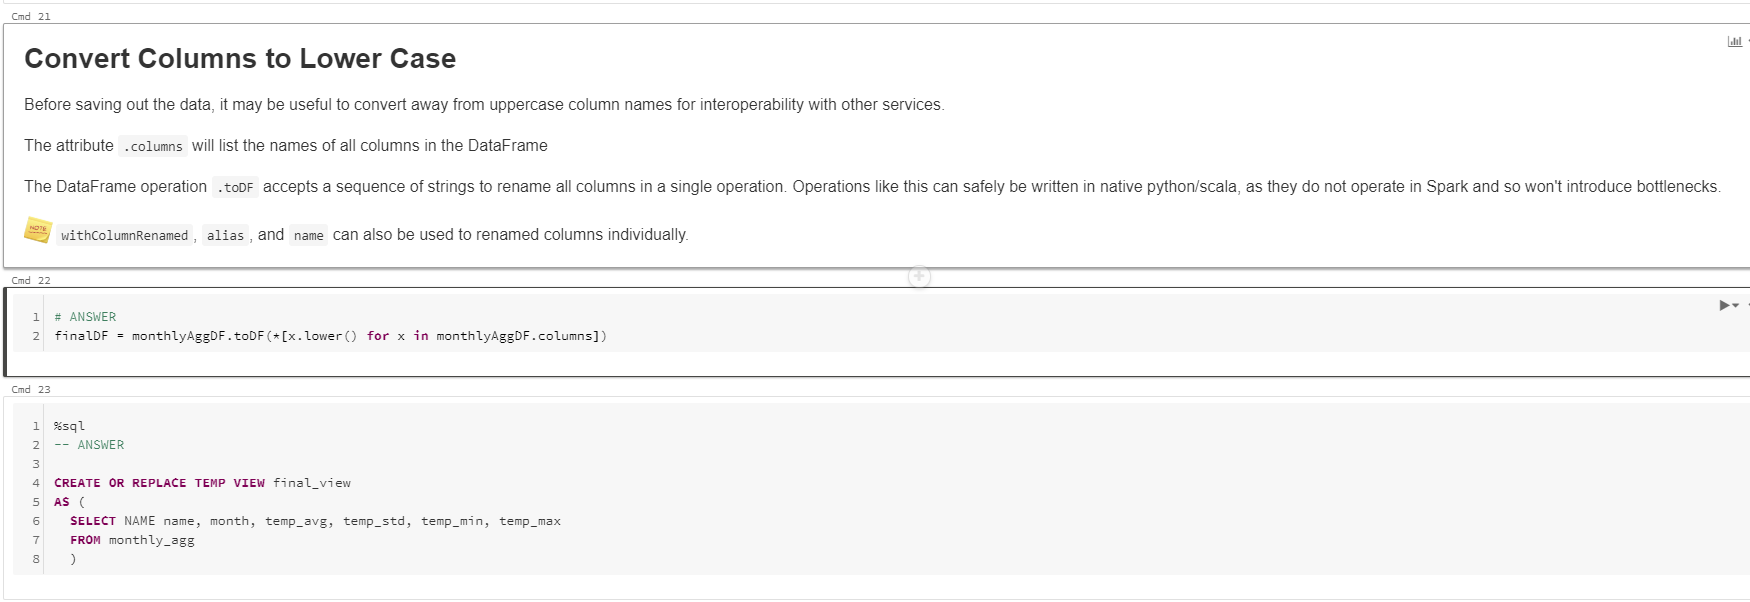 Cmd 21
Convert Columns to Lower Case
Before saving out the data, it may be useful to convert away from uppercase column names for interoperability with other services.
The attribute .columns will list the names of all columns in the DataFrame
The DataFrame operation .toDF accepts a sequence of strings to rename all columns in a single operation. Operations like this can safely be written in native python/scala, as they do not operate in Spark and so won't introduce bottlenecks.
NOTE withColumnRenamed, alias, and name can also be used to renamed columns individually.
Cmd 22
1 # ANSWER
2 finalDF = monthlyAggDF.toDF(*[x.lower() for x in monthlyAggDF.columns])
Cmd 23
1 %sql
2 -- ANSWER
3
4 CREATE OR REPLACE TEMP VIEW final_view
5 AS (
6   SELECT NAME name, month, temp_avg, temp_std, temp_min, temp_max
7   FROM monthly_agg
8   )